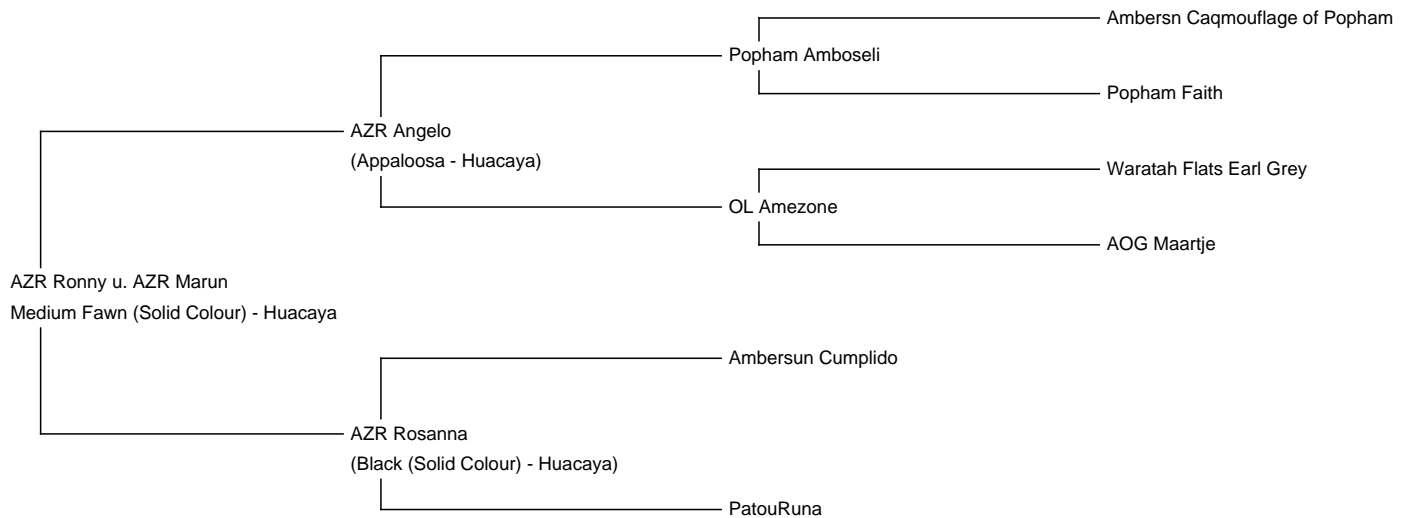 Ambersn Caqmouflage of Popham
Popham Amboseli
Popham Faith
AZR Angelo
(Appaloosa - Huacaya)
Waratah Flats Earl Grey
OL Amezone
AOG Maartje
AZR Ronny u. AZR Marun
Medium Fawn (Solid Colour) - Huacaya
Ambersun Cumplido
AZR Rosanna
(Black (Solid Colour) - Huacaya)
PatouRuna